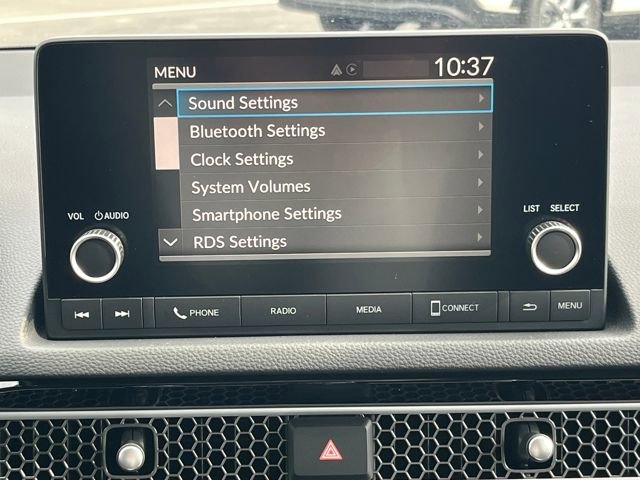 MENU 10:37
Sound Settings
Bluetooth Settings
Clock Settings
System Volumes
Smartphone Settings
RDS Settings
VOL AUDIO
LIST SELECT
PHONE RADIO MEDIA CONNECT MENU